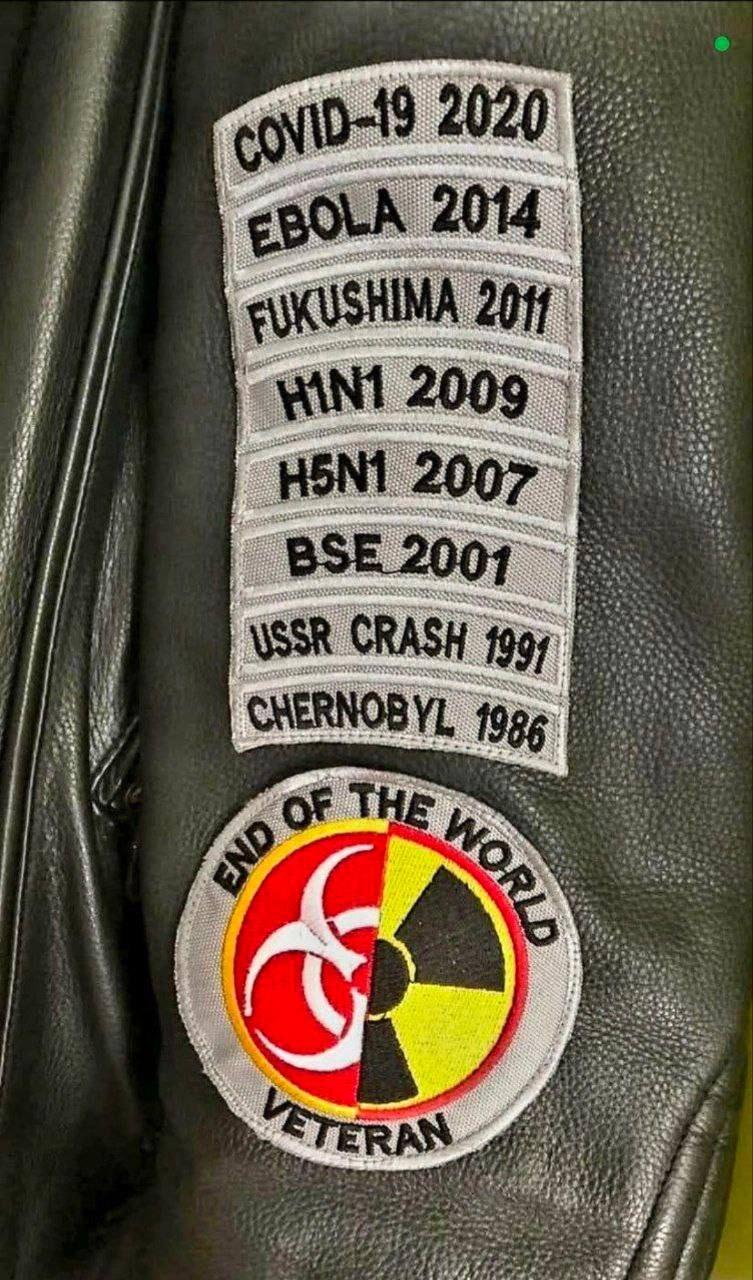 COVID-19 2020
EBOLA 2014
FUKUSHIMA 2011
H1N1 2009
H5N1 2007
BSE 2001
USSR CRASH 1991
CHERNOBYL 1986
END OF THE WORLD
VETERAN